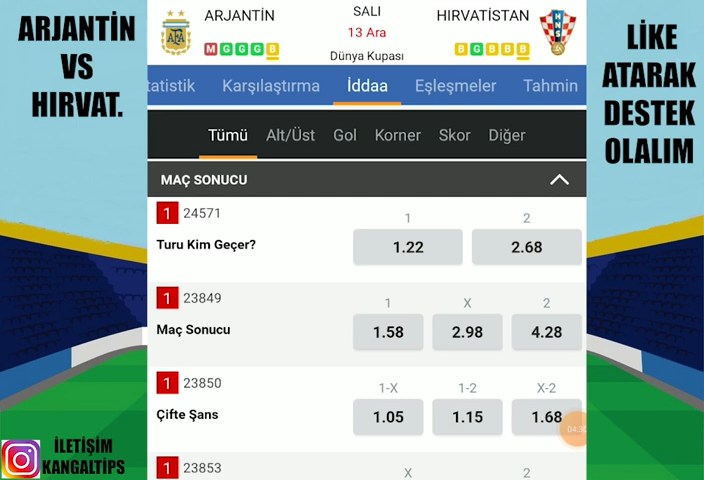 ARJANTİN
VS
HIRVAT.
ARJANTİN
M G G G B
SALI
13 Ara
Dünya Kupası
HIRVATİSTAN
B G B B B
LİKE
ATARAK
DESTEK
OLALIM
tatistik Karşılaştırma İddaa Eşleşmeler Tahmin
Tümü Alt/Üst Gol Korner Skor Diğer
MAÇ SONUCU
1 24571
1 2
Turu Kim Geçer? 1.22 2.68
1 23849
1 X 2
Maç Sonucu 1.58 2.98 4.28
1 23850
1-X 1-2 X-2
Çifte Şans 1.05 1.15 1.68
1 23853
X 2
İLETİŞİM
KANGALTİPS